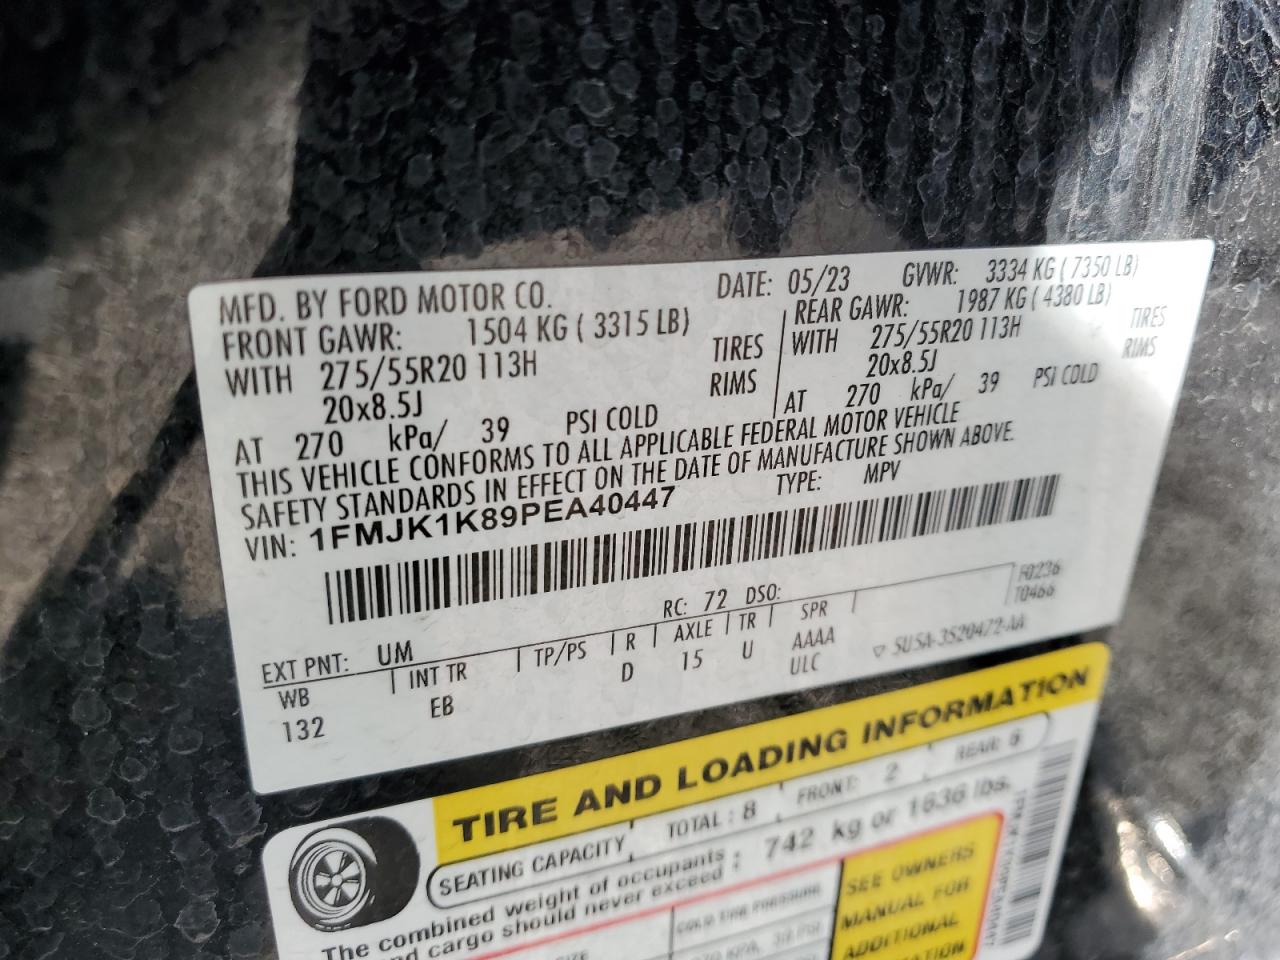 MFD. BY FORD MOTOR CO. DATE: 05/23 GVWR: 3334 KG ( 7350 LB)
FRONT GAWR: 1504 KG ( 3315 LB) REAR GAWR: 1987 KG ( 4380 LB)
WITH 275/55R20 113H TIRES WITH 275/55R20 113H TIRES
20x8.5J RIMS 20x8.5J RIMS
AT 270 kPa/ 39 PSI COLD AT 270 kPa/ 39 PSI COLD
THIS VEHICLE CONFORMS TO ALL APPLICABLE FEDERAL MOTOR VEHICLE
SAFETY STANDARDS IN EFFECT ON THE DATE OF MANUFACTURE SHOWN ABOVE.
VIN: 1FMJK1K89PEA40447 TYPE: MPV
F0236
T0466
EXT PNT: UM RC: 72 DSO:
WB INT TR TP/PS R AXLE TR SPR
132 EB D 15 U AAAA
ULC
▽ 5U5A-3520472-AA
TIRE AND LOADING INFORMATION
SEATING CAPACITY TOTAL : 8 FRONT: 2 REAR: 6
The combined weight of occupants : 742 kg or 1636 lbs.
and cargo should never exceed :
SIZE COLD TIRE PRESSURE
SEE OWNERS
MANUAL FOR
ADDITIONAL